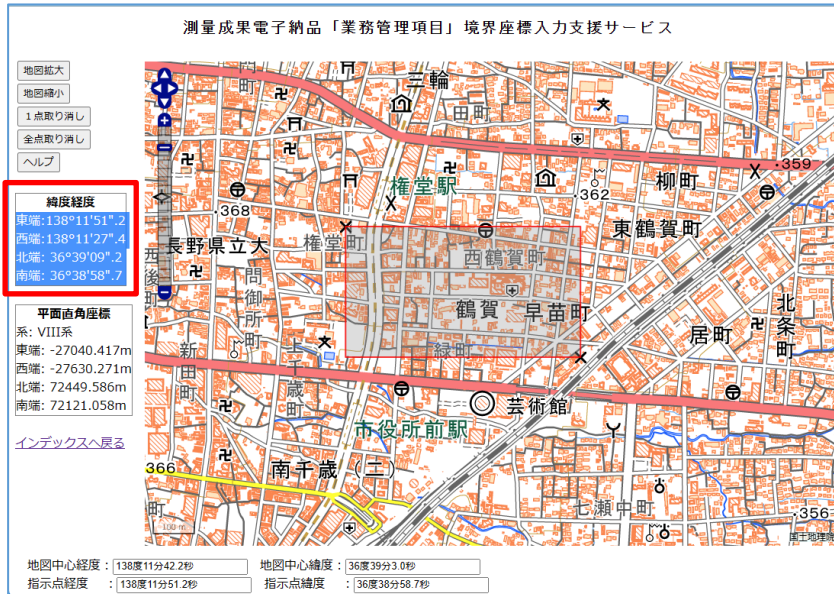 測量成果電子納品「業務管理項目」境界座標入力支援サービス
地図拡大
地図縮小
１点取り消し
全点取り消し
ヘルプ
緯度経度
東端:138°11'51".2
西端:138°11'27".4
北端: 36°39'09".2
南端: 36°38'58".7
平面直角座標
系: VIII系
東端: -27040.417m
西端: -27630.271m
北端: 72449.586m
南端: 72121.058m
インデックスへ戻る
三輪
田町
・359
権堂駅
柳町
・368
・362
東鶴賀町
長野県立大
権堂町
西鶴賀町
西後町
問御所町
鶴賀
早苗町
北条町
居町
緑町
新田町
千歳町
芸術館
市役所前駅
366
南千歳(二)
七瀬中町
・356
町
100 m
国土地理院
地図中心経度：138度11分42.2秒
地図中心緯度：36度39分3.0秒
指示点経度　：138度11分51.2秒
指示点緯度　：36度38分58.7秒